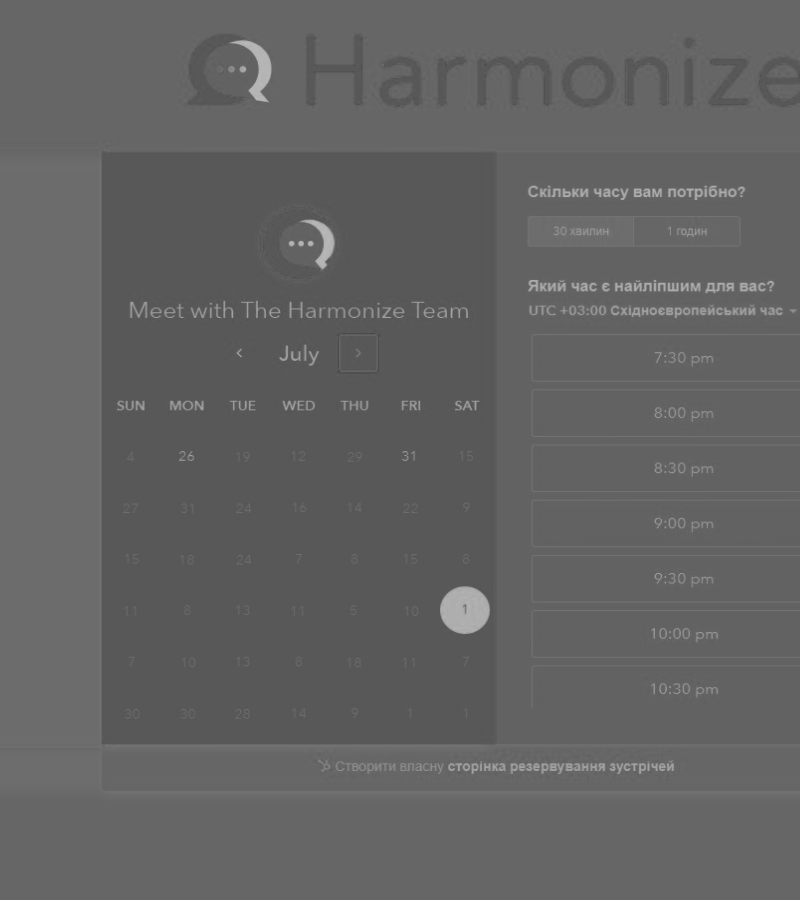 Harmonize
Meet with The Harmonize Team
July
SUN MON TUE WED THU FRI SAT
4 26 19 12 29 31 15
27 31 24 16 14 22 9
15 18 24 7 8 15 8
11 8 13 11 5 10 1
7 10 13 8 18 11 7
30 30 28 14 9 1 1
Скільки часу вам потрібно?
30 хвилин 1 годин
Який час є найліпшим для вас?
UTC +03:00 Східноєвропейський час
7:30 pm
8:00 pm
8:30 pm
9:00 pm
9:30 pm
10:00 pm
10:30 pm
Створити власну сторінка резервування зустрічей